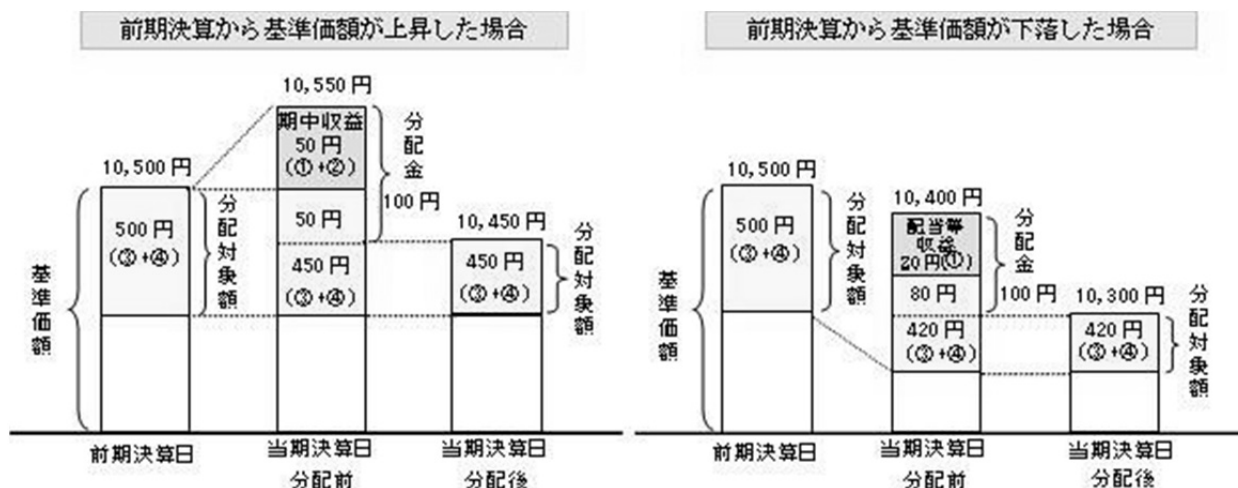 前期決算から基準価額が上昇した場合
10,550円
期中収益
50円
(①+②)
分配金
100円
10,500円
500円
(③+④)
分配対象額
50円
450円
(③+④)
10,450円
450円
(③+④)
分配対象額
基準価額
前期決算日
当期決算日
分配前
当期決算日
分配後
前期決算から基準価額が下落した場合
10,500円
500円
(③+④)
分配対象額
10,400円
配当等
収益
20円(①)
80円
420円
(③+④)
分配金
100円
10,300円
420円
(③+④)
分配対象額
基準価額
前期決算日
当期決算日
分配前
当期決算日
分配後